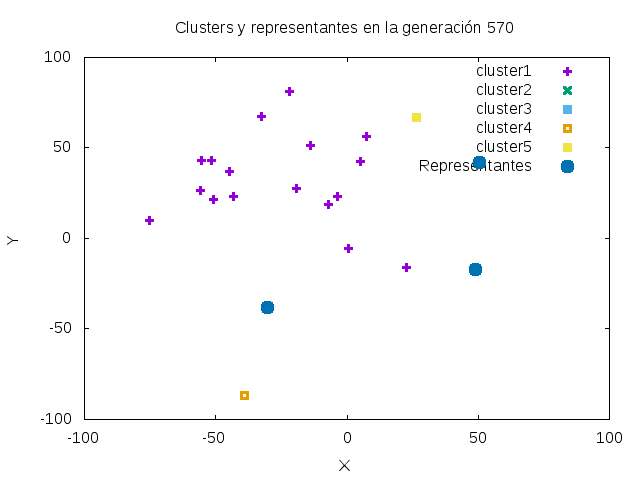 Clusters y representantes en la generación 570
100
50
0
-50
-100
-100 -50 0 50 100
Y
X
cluster1
cluster2
cluster3
cluster4
cluster5
Representantes